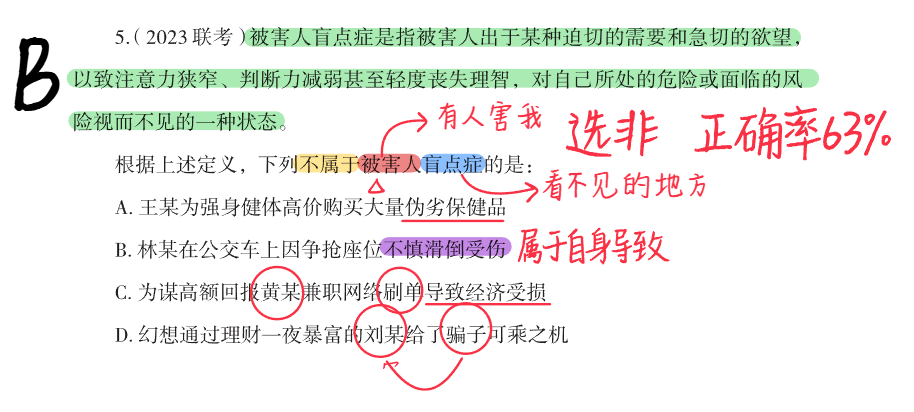 B
5.(2023联考)被害人盲点症是指被害人出于某种迫切的需要和急切的欲望，
以致注意力狭窄、判断力减弱甚至轻度丧失理智，对自己所处的危险或面临的风
险视而不见的一种状态。
有人害我
选非 正确率63%
根据上述定义，下列不属于被害人盲点症的是：
看不见的地方
A. 王某为强身健体高价购买大量伪劣保健品
B. 林某在公交车上因争抢座位不慎滑倒受伤 属于自身导致
C. 为谋高额回报黄某兼职网络刷单导致经济受损
D. 幻想通过理财一夜暴富的刘某给了骗子可乘之机